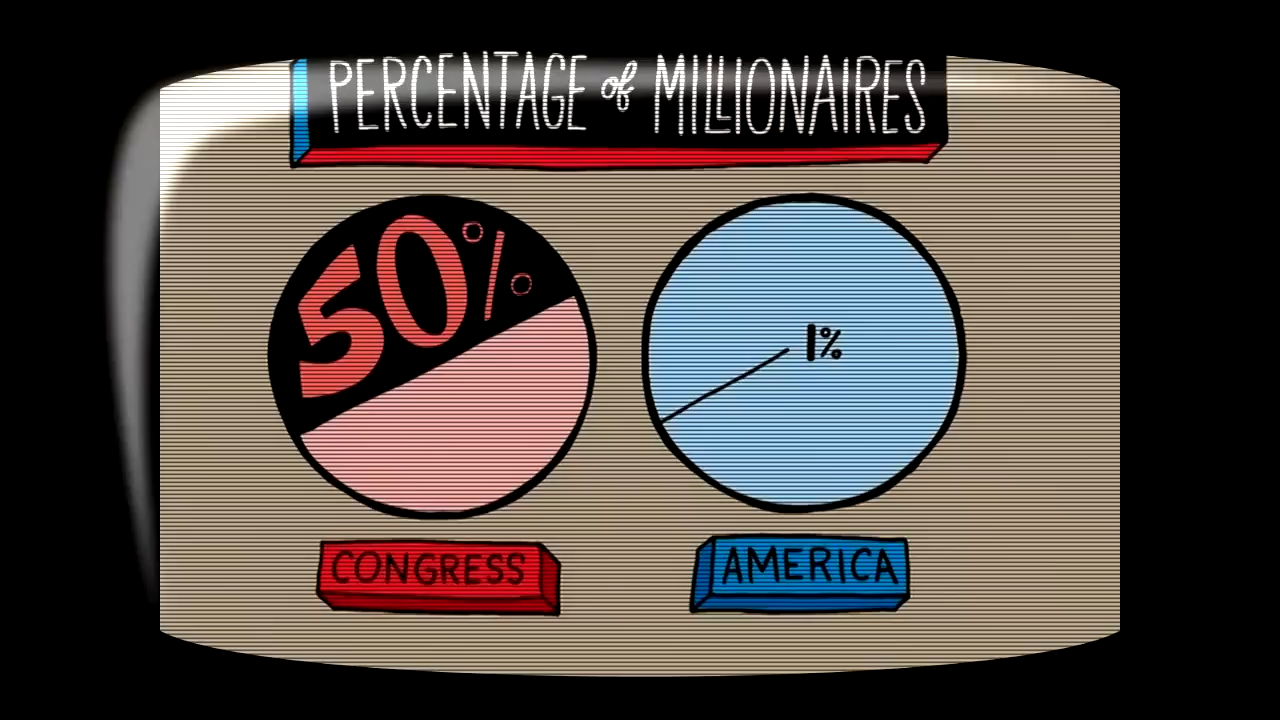 PERCENTAGE of MILLIONAIRES
50%
1%
CONGRESS
AMERICA